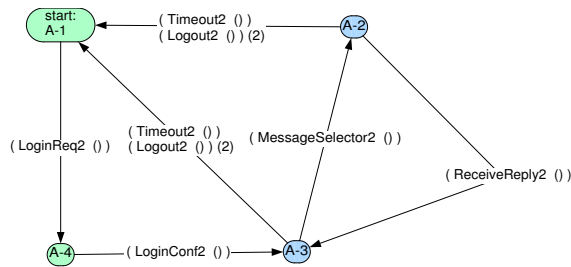 start:
A-1
( Timeout2 () )
( Logout2 () ) (2)
A-2
( LoginReq2 () )
( Timeout2 () )
( Logout2 () ) (2)
( MessageSelector2 () )
( ReceiveReply2 () )
A-4
( LoginConf2 () )
A-3